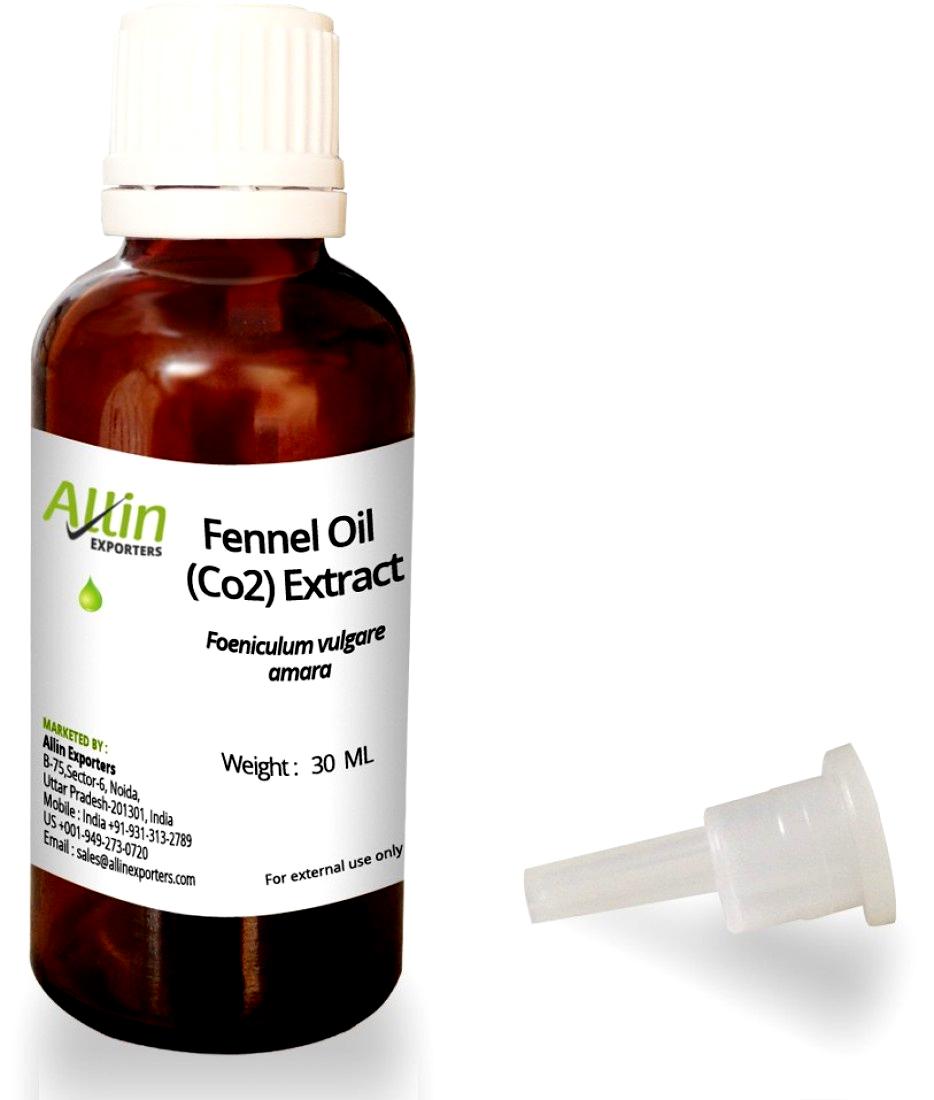 Allin
EXPORTERS
Fennel Oil
(Co2) Extract
Foeniculum vulgare
amara
Weight : 30 ML
MARKETED BY :
Allin Exporters
B-75,Sector-6, Noida,
Uttar Pradesh-201301, India
Mobile : India +91-931-313-2789
US +001-949-273-0720
Email : sales@allinexporters.com
For external use only